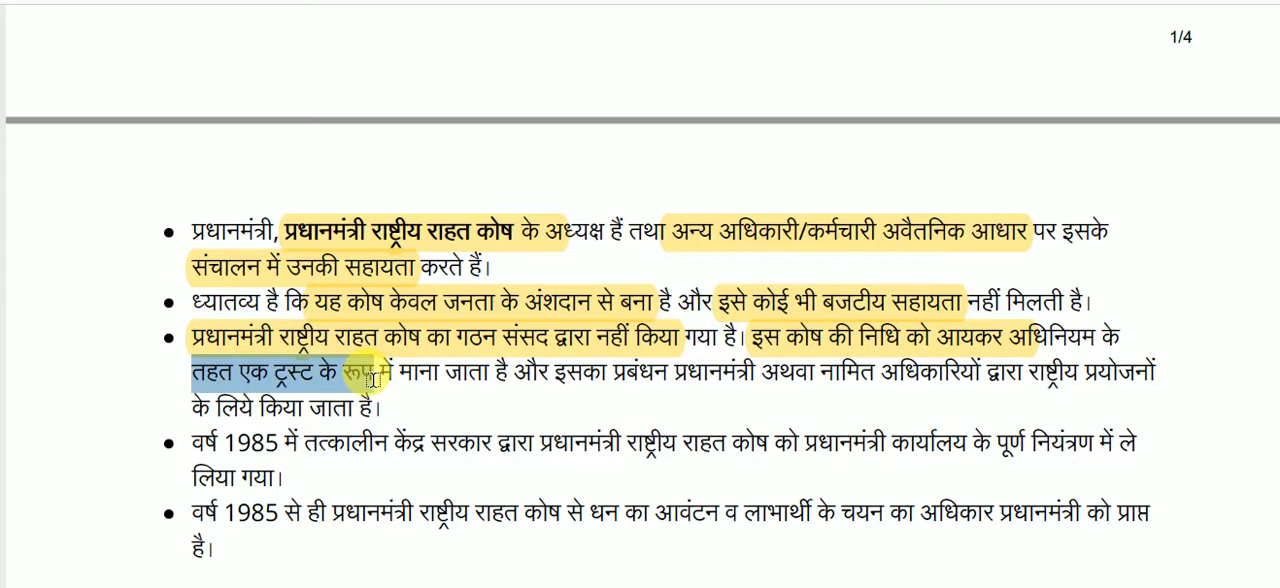 1/4
प्रधानमंत्री, प्रधानमंत्री राष्ट्रीय राहत कोष के अध्यक्ष हैं तथा अन्य अधिकारी/कर्मचारी अवैतनिक आधार पर इसके
संचालन में उनकी सहायता करते हैं।
ध्यातव्य है कि यह कोष केवल जनता के अंशदान से बना है और इसे कोई भी बजटीय सहायता नहीं मिलती है।
प्रधानमंत्री राष्ट्रीय राहत कोष का गठन संसद द्वारा नहीं किया गया है। इस कोष की निधि को आयकर अधिनियम के
तहत एक ट्रस्ट के रूप में माना जाता है और इसका प्रबंधन प्रधानमंत्री अथवा नामित अधिकारियों द्वारा राष्ट्रीय प्रयोजनों
के लिये किया जाता है।
वर्ष 1985 में तत्कालीन केंद्र सरकार द्वारा प्रधानमंत्री राष्ट्रीय राहत कोष को प्रधानमंत्री कार्यालय के पूर्ण नियंत्रण में ले
लिया गया।
वर्ष 1985 से ही प्रधानमंत्री राष्ट्रीय राहत कोष से धन का आवंटन व लाभार्थी के चयन का अधिकार प्रधानमंत्री को प्राप्त
है।